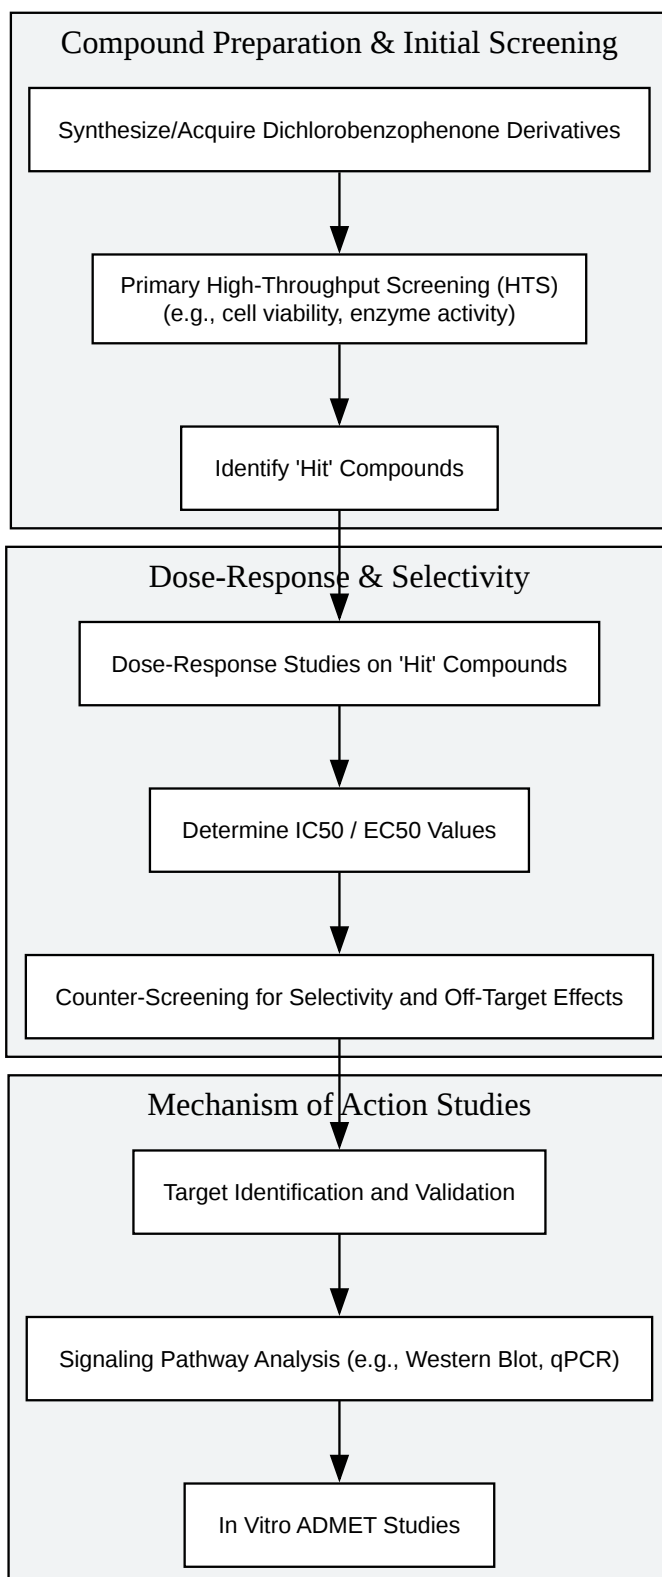 Compound Preparation & Initial Screening
Synthesize/Acquire Dichlorobenzophenone Derivatives
Primary High-Throughput Screening (HTS)
(e.g., cell viability, enzyme activity)
Identify 'Hit' Compounds
Dose-Response & Selectivity
Dose-Response Studies on 'Hit' Compounds
Determine IC50 / EC50 Values
Counter-Screening for Selectivity and Off-Target Effects
Mechanism of Action Studies
Target Identification and Validation
Signaling Pathway Analysis (e.g., Western Blot, qPCR)
In Vitro ADMET Studies